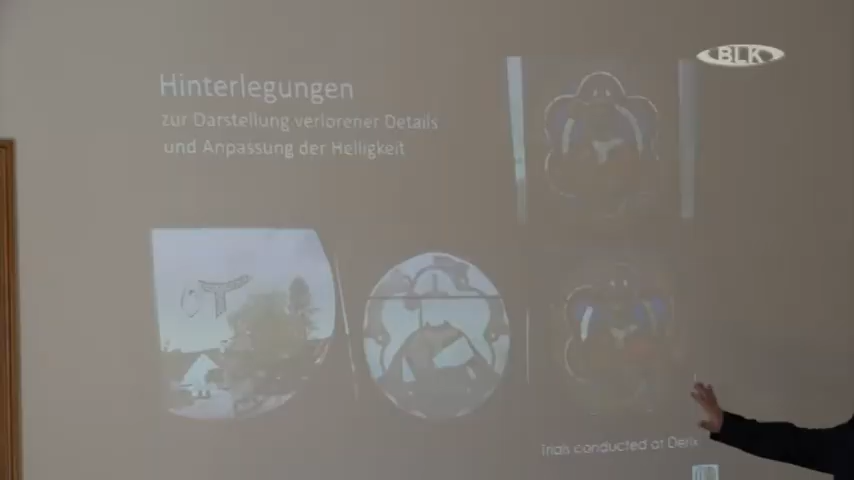 BLK
Hinterlegungen
zur Darstellung verlorener Details
und Anpassung der Helligkeit
Trials conducted at Derix